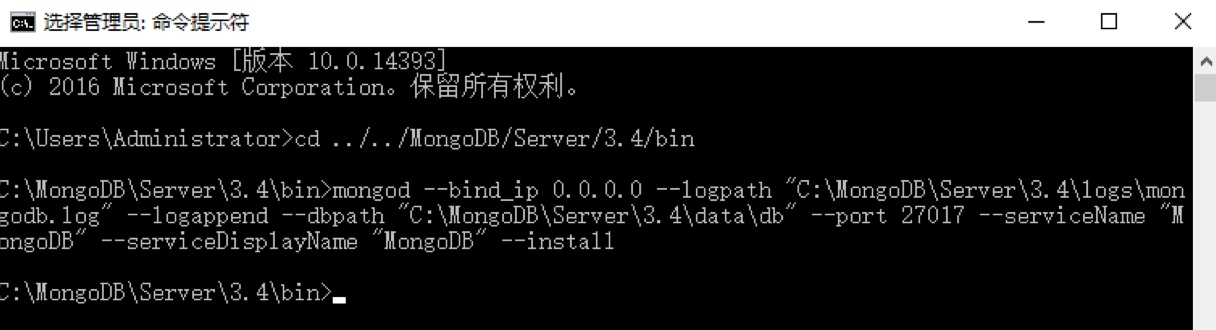 选择管理员: 命令提示符
Microsoft Windows [版本 10.0.14393]
(c) 2016 Microsoft Corporation。保留所有权利。
C:\Users\Administrator>cd ../../MongoDB/Server/3.4/bin
C:\MongoDB\Server\3.4\bin>mongod --bind_ip 0.0.0.0 --logpath "C:\MongoDB\Server\3.4\logs\mon
godb.log" --logappend --dbpath "C:\MongoDB\Server\3.4\data\db" --port 27017 --serviceName "M
ongoDB" --serviceDisplayName "MongoDB" --install
C:\MongoDB\Server\3.4\bin>